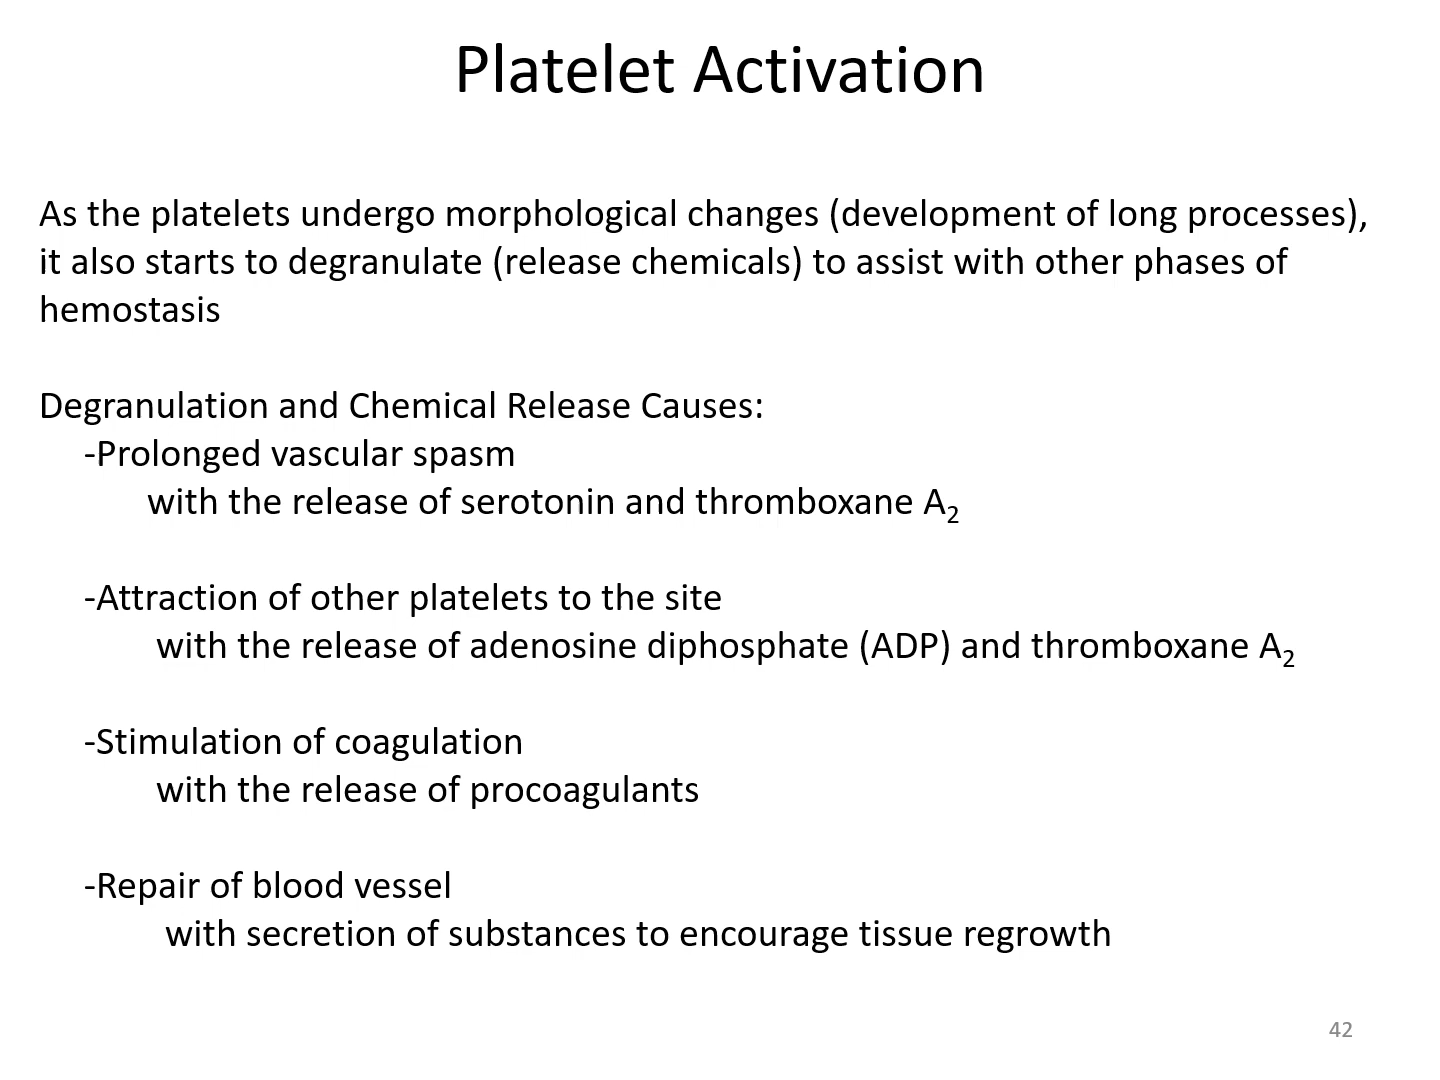 Platelet Activation
As the platelets undergo morphological changes (development of long processes),
it also starts to degranulate (release chemicals) to assist with other phases of
hemostasis
Degranulation and Chemical Release Causes:
-Prolonged vascular spasm
with the release of serotonin and thromboxane A₂
-Attraction of other platelets to the site
with the release of adenosine diphosphate (ADP) and thromboxane A₂
-Stimulation of coagulation
with the release of procoagulants
-Repair of blood vessel
with secretion of substances to encourage tissue regrowth
42